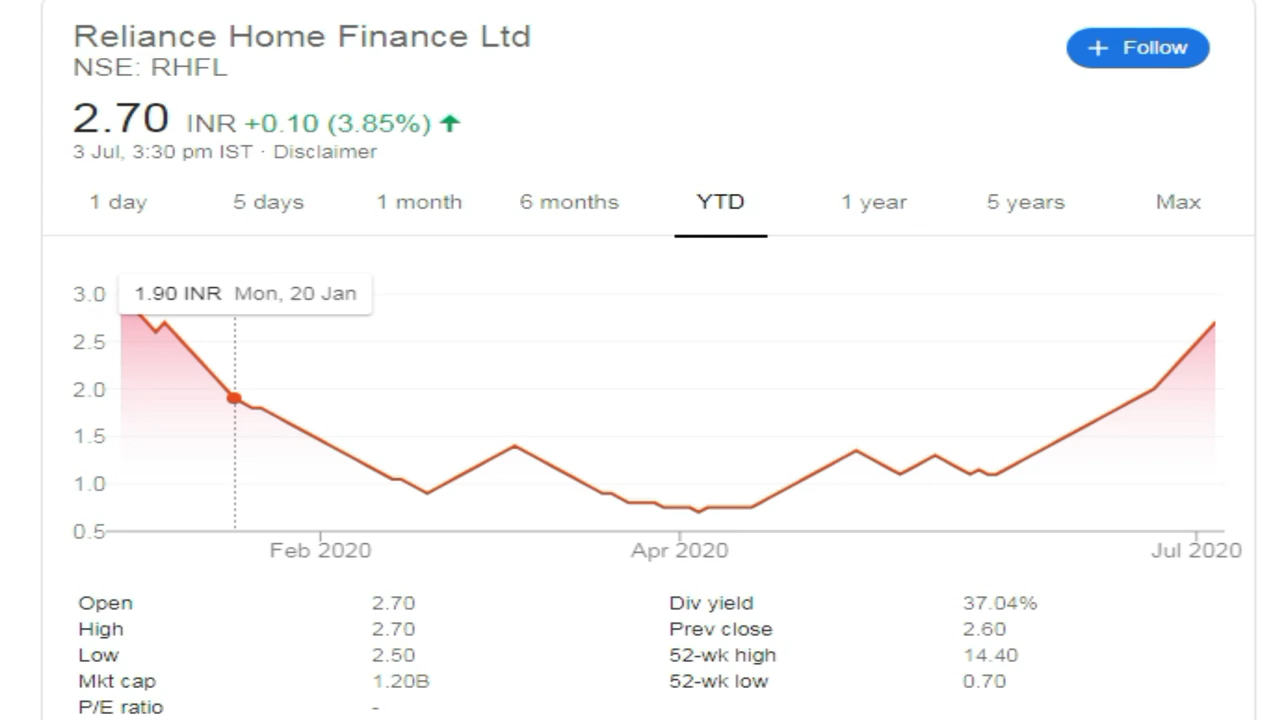 Reliance Home Finance Ltd
+ Follow
NSE: RHFL
2.70 INR +0.10 (3.85%) ↑
3 Jul, 3:30 pm IST · Disclaimer
1 day 5 days 1 month 6 months YTD 1 year 5 years Max
1.90 INR Mon, 20 Jan
3.0
2.5
2.0
1.5
1.0
0.5
Feb 2020 Apr 2020 Jul 2020
Open 2.70 Div yield 37.04%
High 2.70 Prev close 2.60
Low 2.50 52-wk high 14.40
Mkt cap 1.20B 52-wk low 0.70
P/E ratio -